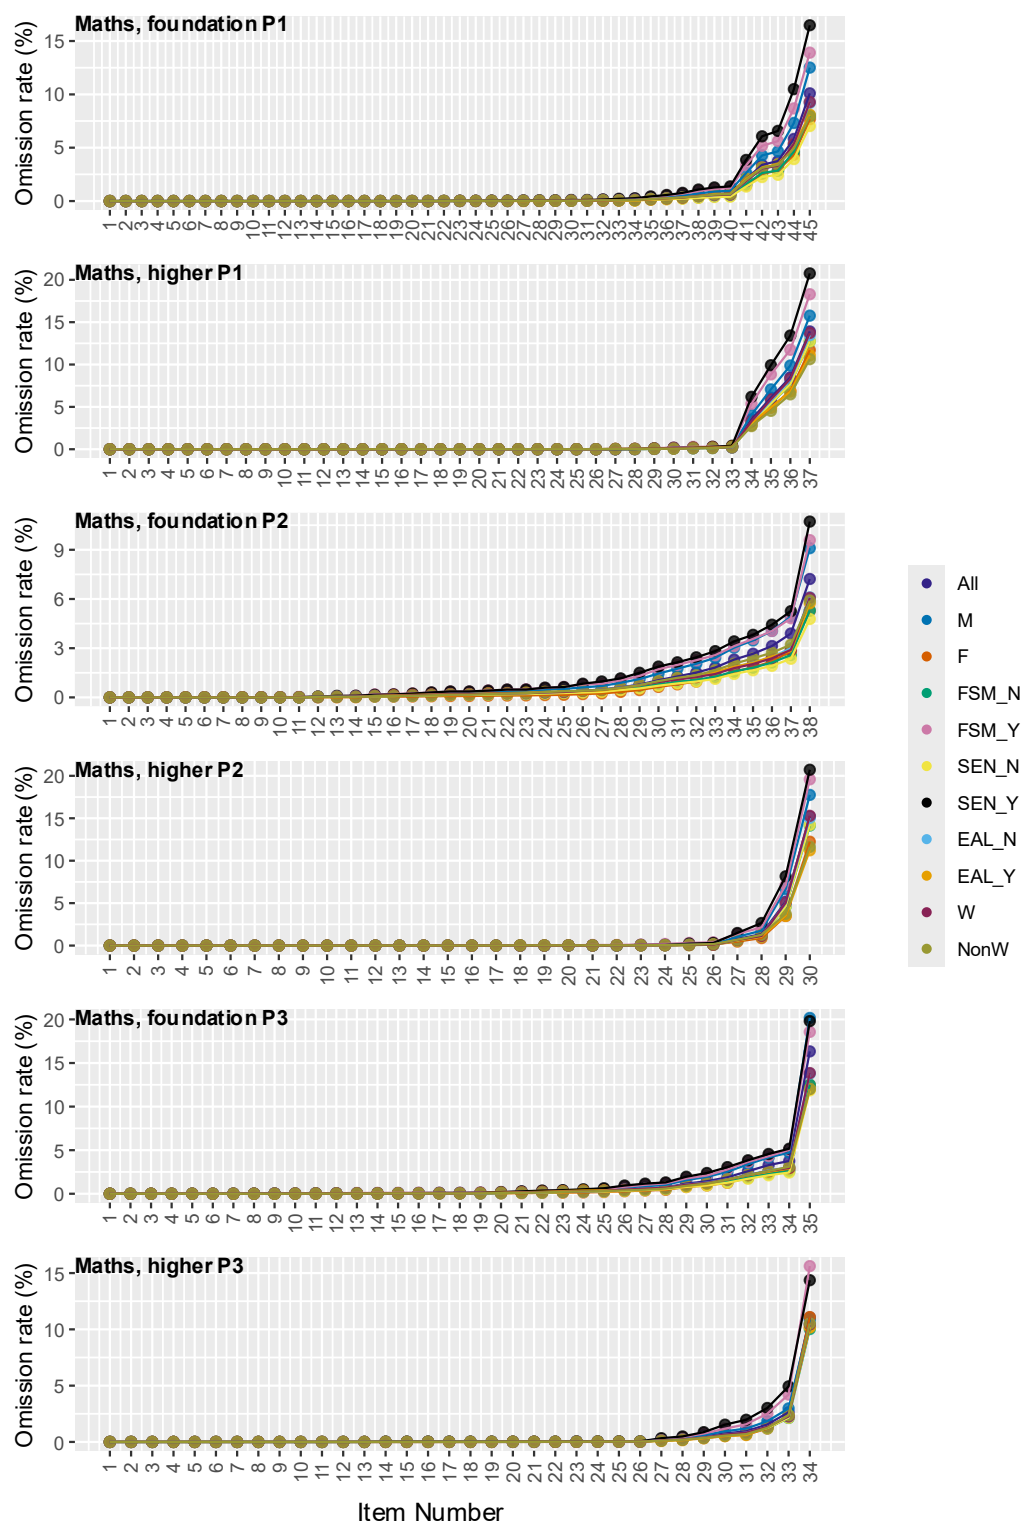 Maths, foundation P1
Omission rate (%)
15
10
5
0
1 2 3 4 5 6 7 8 9 10 11 12 13 14 15 16 17 18 19 20 21 22 23 24 25 26 27 28 29 30 31 32 33 34 35 36 37 38 39 40 41 42 43 44 45
Maths, higher P1
Omission rate (%)
20
15
10
5
0
1 2 3 4 5 6 7 8 9 10 11 12 13 14 15 16 17 18 19 20 21 22 23 24 25 26 27 28 29 30 31 32 33 34 35 36 37
Maths, foundation P2
Omission rate (%)
9
6
3
0
1 2 3 4 5 6 7 8 9 10 11 12 13 14 15 16 17 18 19 20 21 22 23 24 25 26 27 28 29 30 31 32 33 34 35 36 37 38
Maths, higher P2
Omission rate (%)
20
15
10
5
0
1 2 3 4 5 6 7 8 9 10 11 12 13 14 15 16 17 18 19 20 21 22 23 24 25 26 27 28 29 30
Maths, foundation P3
Omission rate (%)
20
15
10
5
0
1 2 3 4 5 6 7 8 9 10 11 12 13 14 15 16 17 18 19 20 21 22 23 24 25 26 27 28 29 30 31 32 33 34 35
Maths, higher P3
Omission rate (%)
15
10
5
0
1 2 3 4 5 6 7 8 9 10 11 12 13 14 15 16 17 18 19 20 21 22 23 24 25 26 27 28 29 30 31 32 33 34
Item Number
All
M
F
FSM_N
FSM_Y
SEN_N
SEN_Y
EAL_N
EAL_Y
W
NonW